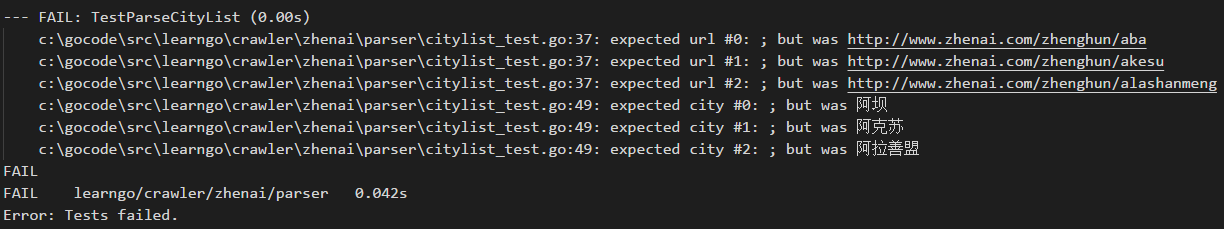 --- FAIL: TestParseCityList (0.00s)
c:\gocode\src\learngo\crawler\zhenai\parser\citylist_test.go:37: expected url #0: ; but was http://www.zhenai.com/zhenghun/aba
c:\gocode\src\learngo\crawler\zhenai\parser\citylist_test.go:37: expected url #1: ; but was http://www.zhenai.com/zhenghun/akesu
c:\gocode\src\learngo\crawler\zhenai\parser\citylist_test.go:37: expected url #2: ; but was http://www.zhenai.com/zhenghun/alashanmeng
c:\gocode\src\learngo\crawler\zhenai\parser\citylist_test.go:49: expected city #0: ; but was 阿坝
c:\gocode\src\learngo\crawler\zhenai\parser\citylist_test.go:49: expected city #1: ; but was 阿克苏
c:\gocode\src\learngo\crawler\zhenai\parser\citylist_test.go:49: expected city #2: ; but was 阿拉善盟
FAIL
FAIL learngo/crawler/zhenai/parser 0.042s
Error: Tests failed.